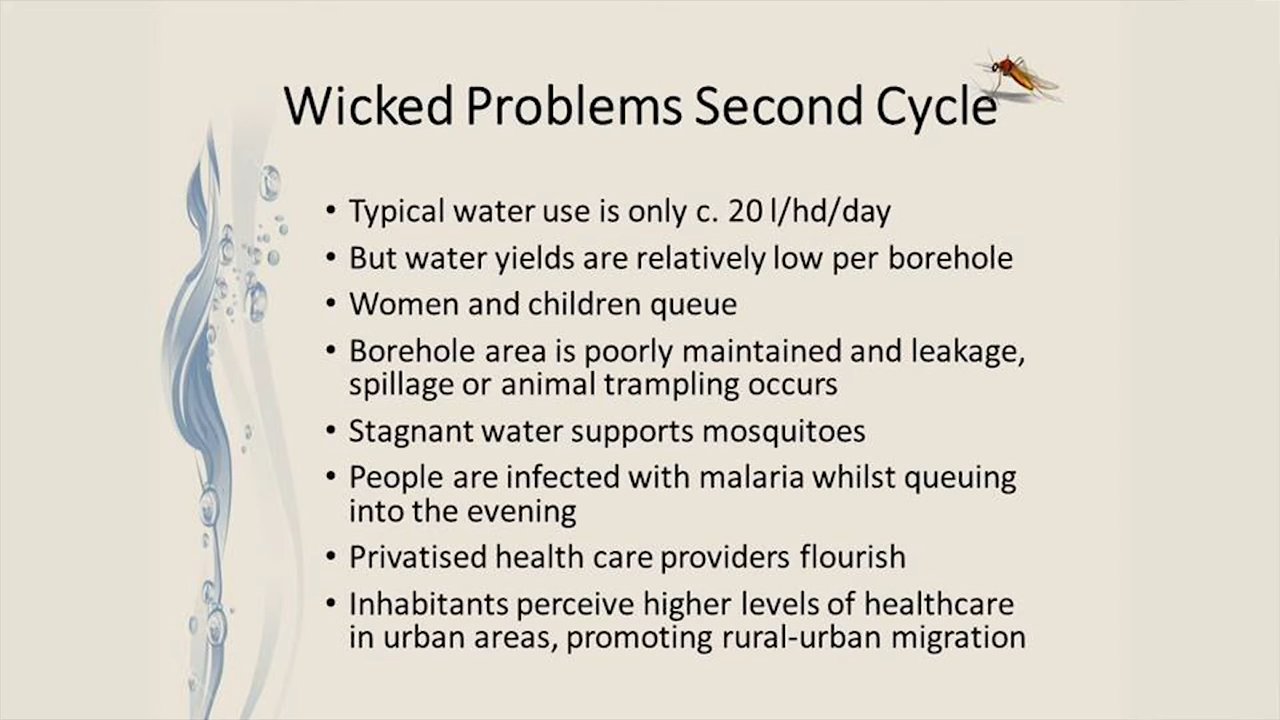 Wicked Problems Second Cycle
• Typical water use is only c. 20 l/hd/day
• But water yields are relatively low per borehole
• Women and children queue
• Borehole area is poorly maintained and leakage,
spillage or animal trampling occurs
• Stagnant water supports mosquitoes
• People are infected with malaria whilst queuing
into the evening
• Privatised health care providers flourish
• Inhabitants perceive higher levels of healthcare
in urban areas, promoting rural-urban migration